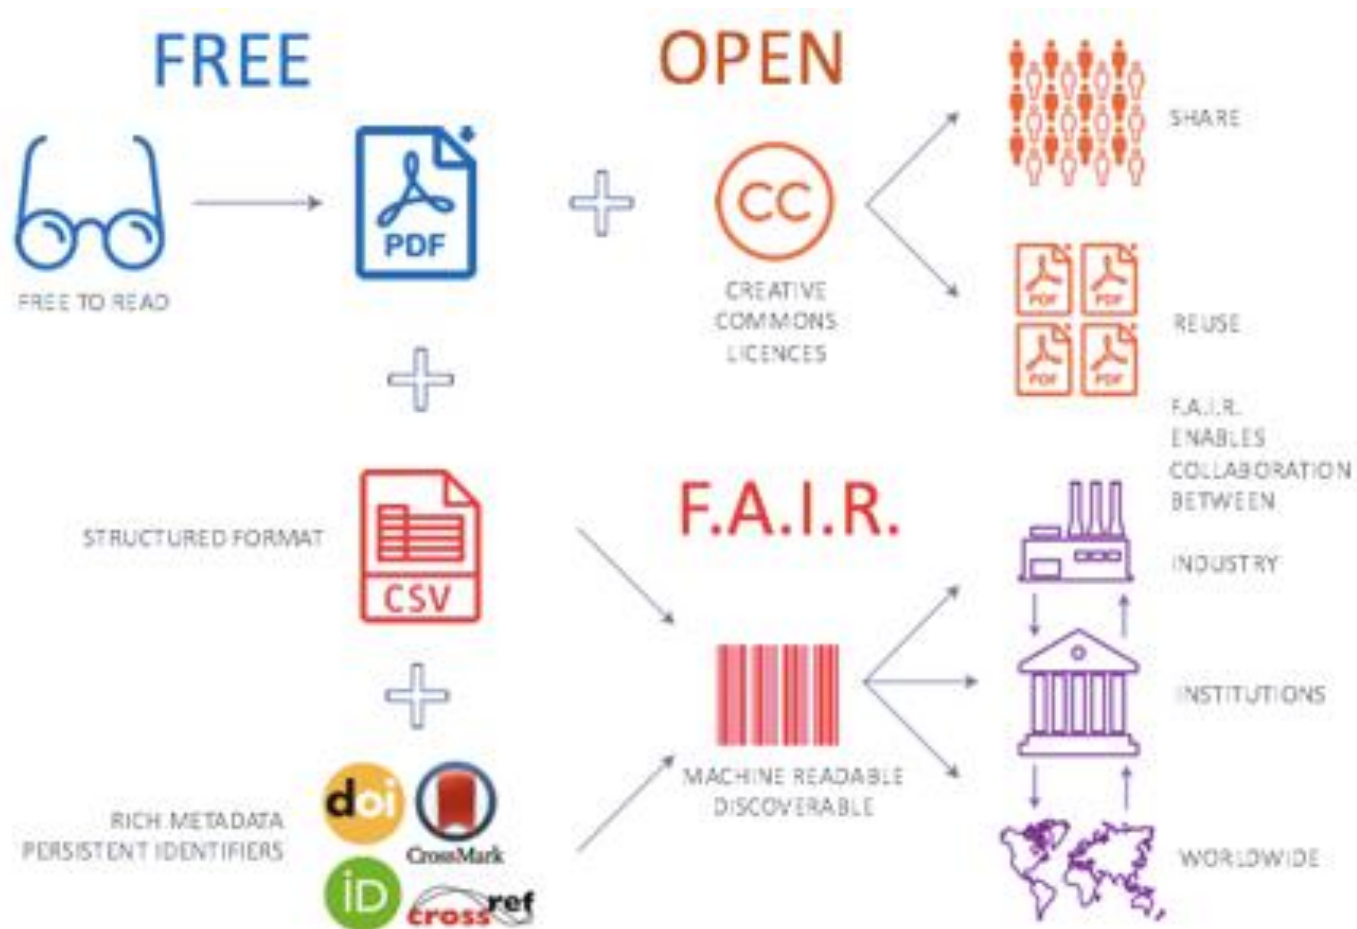 FREE
OPEN
SHARE
PDF
CC
FREE TO READ
CREATIVE
COMMONS
LICENCES
PDF PDF
REUSE
PDF PDF
F.A.I.R.
ENABLES
COLLABORATION
BETWEEN
F.A.I.R.
STRUCTURED FORMAT
CSV
INDUSTRY
INSTITUTIONS
MACHINE READABLE
DISCOVERABLE
RICH METADATA
PERSISTENT IDENTIFIERS
doi
CrossMark
iD
crossref
WORLDWIDE